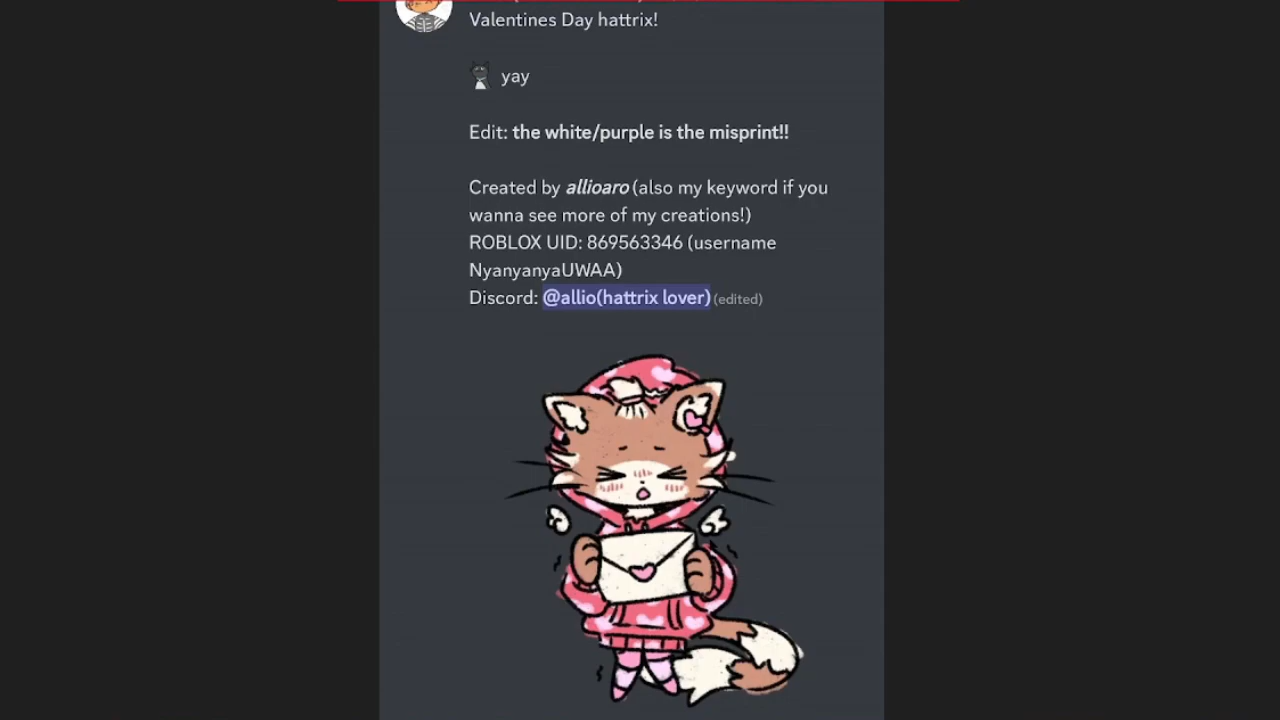 Valentines Day hattrix!
yay
Edit: the white/purple is the misprint!!
Created by allioaro (also my keyword if you
wanna see more of my creations!)
ROBLOX UID: 869563346 (username
NyanyanyaUWAA)
Discord: @allio(hattrix lover) (edited)